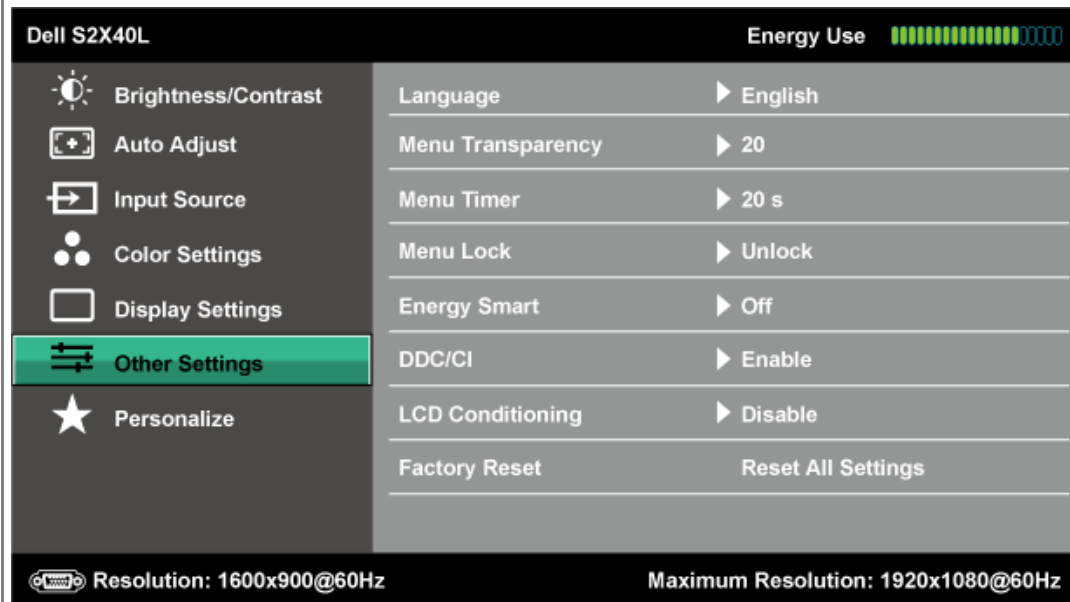 Dell S2X40L Energy Use
Brightness/Contrast
Auto Adjust
Input Source
Color Settings
Display Settings
Other Settings
Personalize
Language English
Menu Transparency 20
Menu Timer 20 s
Menu Lock Unlock
Energy Smart Off
DDC/CI Enable
LCD Conditioning Disable
Factory Reset Reset All Settings
Resolution: 1600x900@60Hz Maximum Resolution: 1920x1080@60Hz